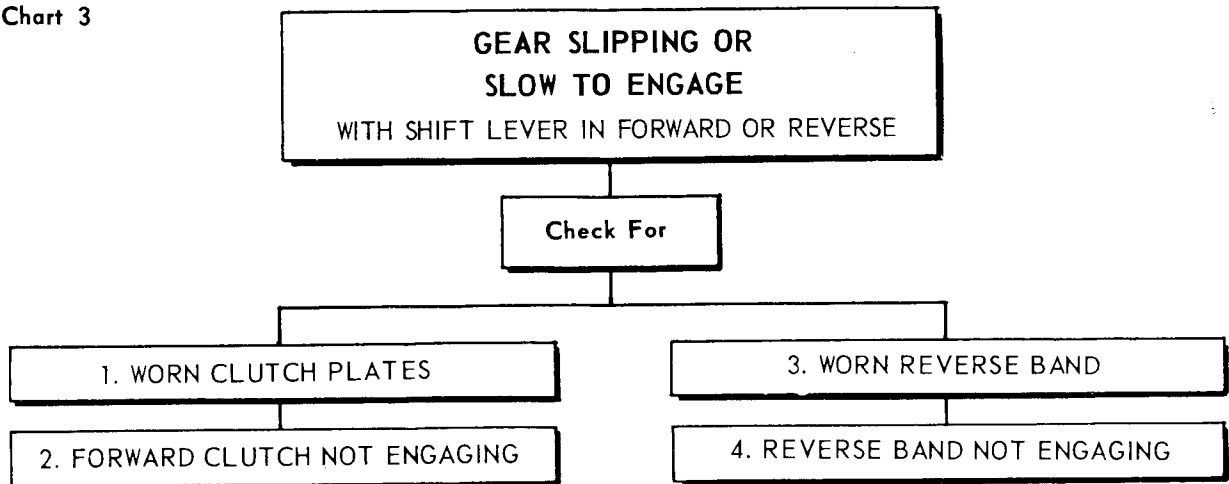 Chart 3
GEAR SLIPPING OR
SLOW TO ENGAGE
WITH SHIFT LEVER IN FORWARD OR REVERSE
Check For
1. WORN CLUTCH PLATES
2. FORWARD CLUTCH NOT ENGAGING
3. WORN REVERSE BAND
4. REVERSE BAND NOT ENGAGING